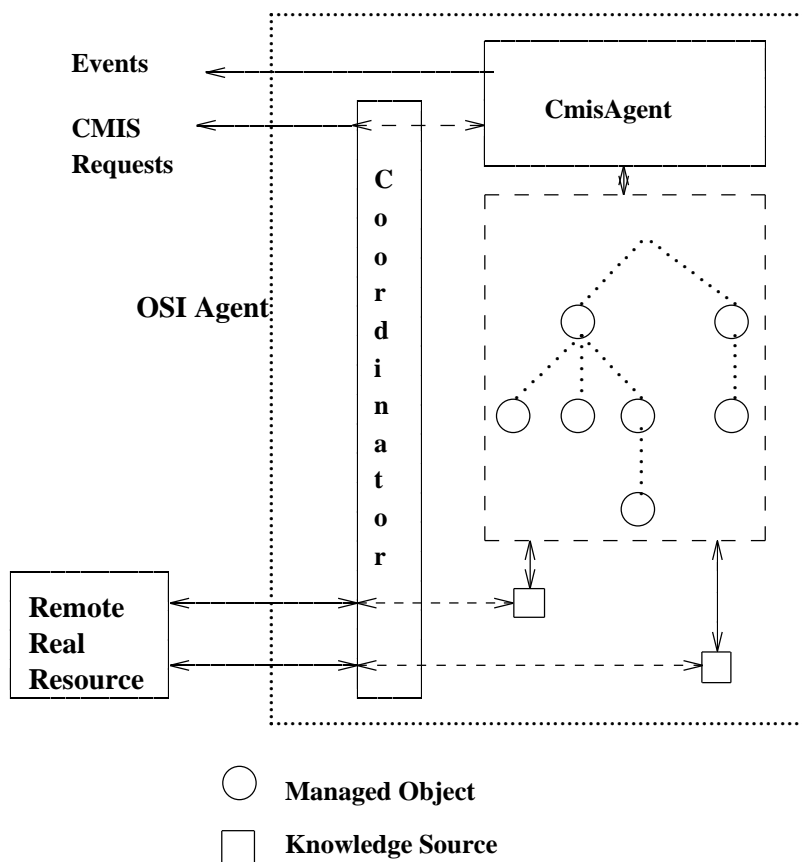 Events
CmisAgent
CMIS
Requests
Coordinator
OSI Agent
Remote
Real
Resource
Managed Object
Knowledge Source